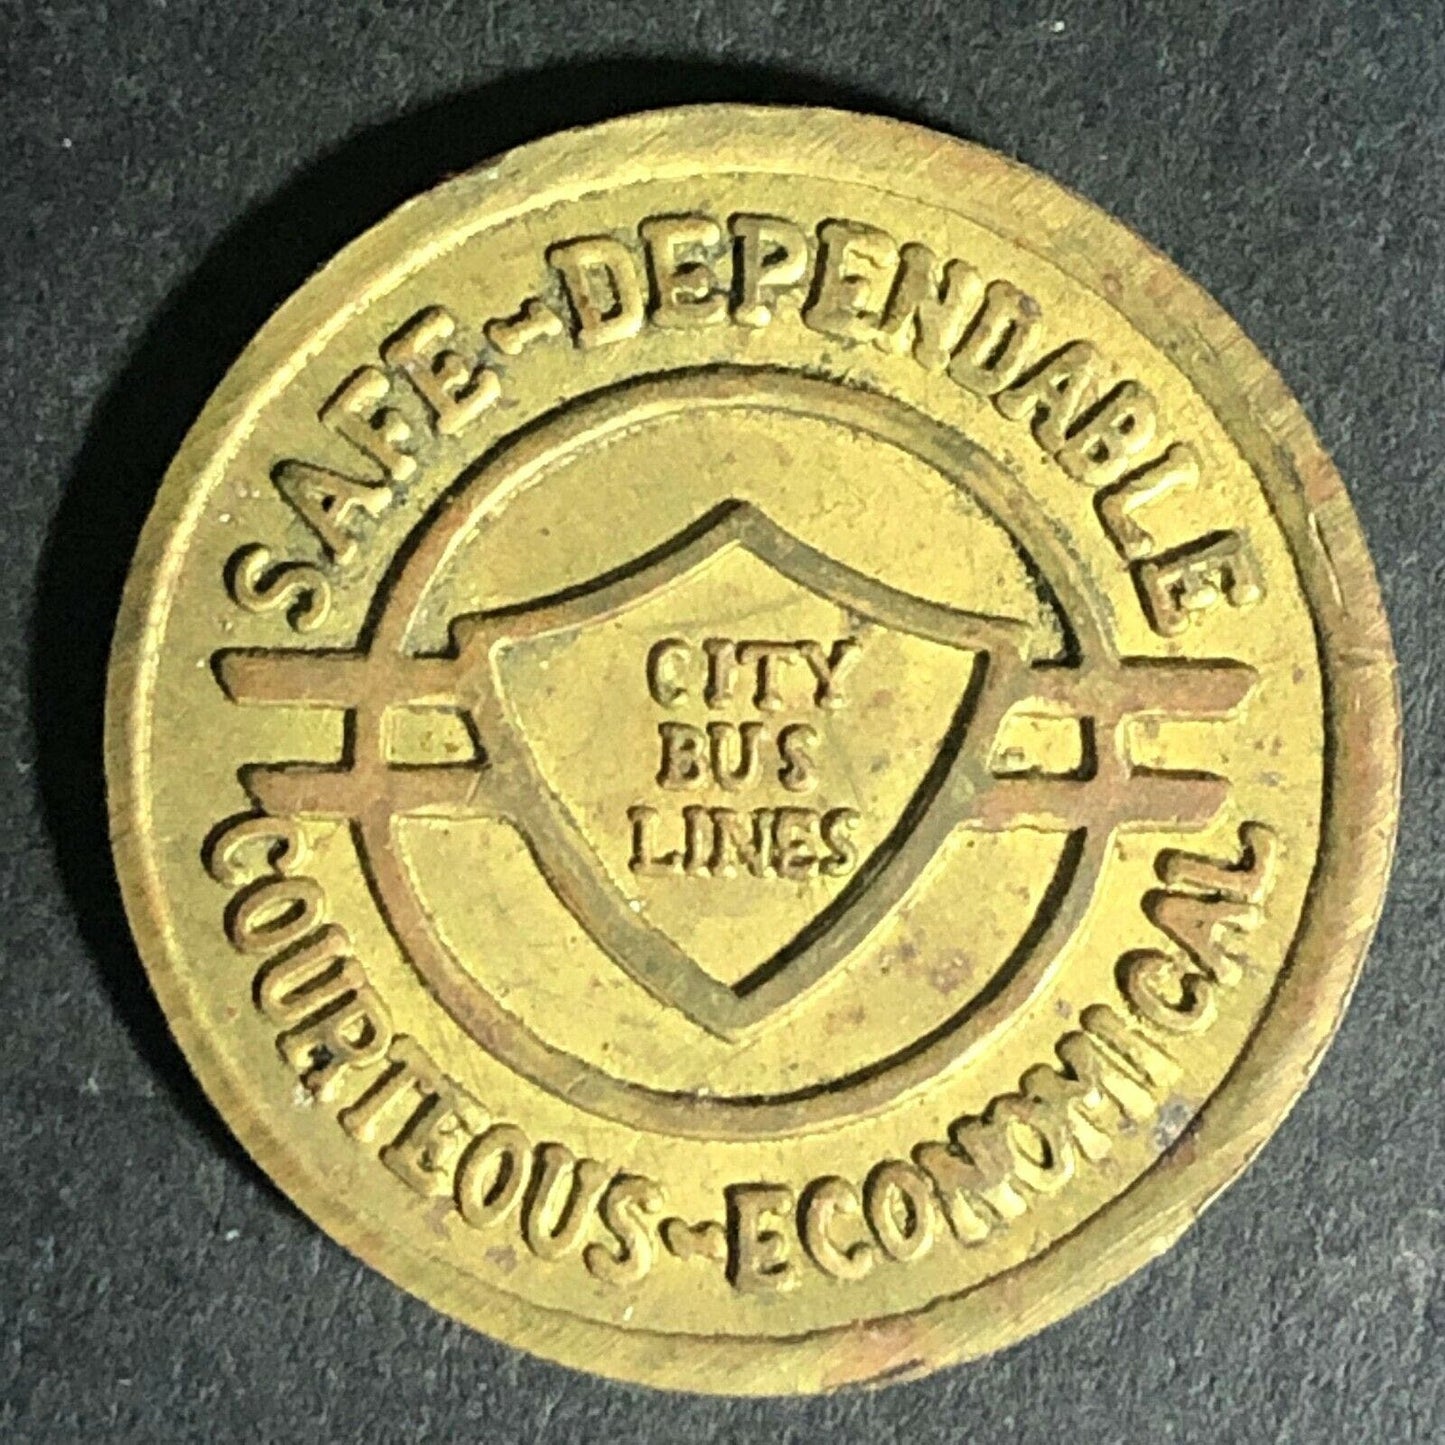 SAFE-DEPENDABLE
CITY
BUS
LINES
COURTEOUS-ECONOMICAL